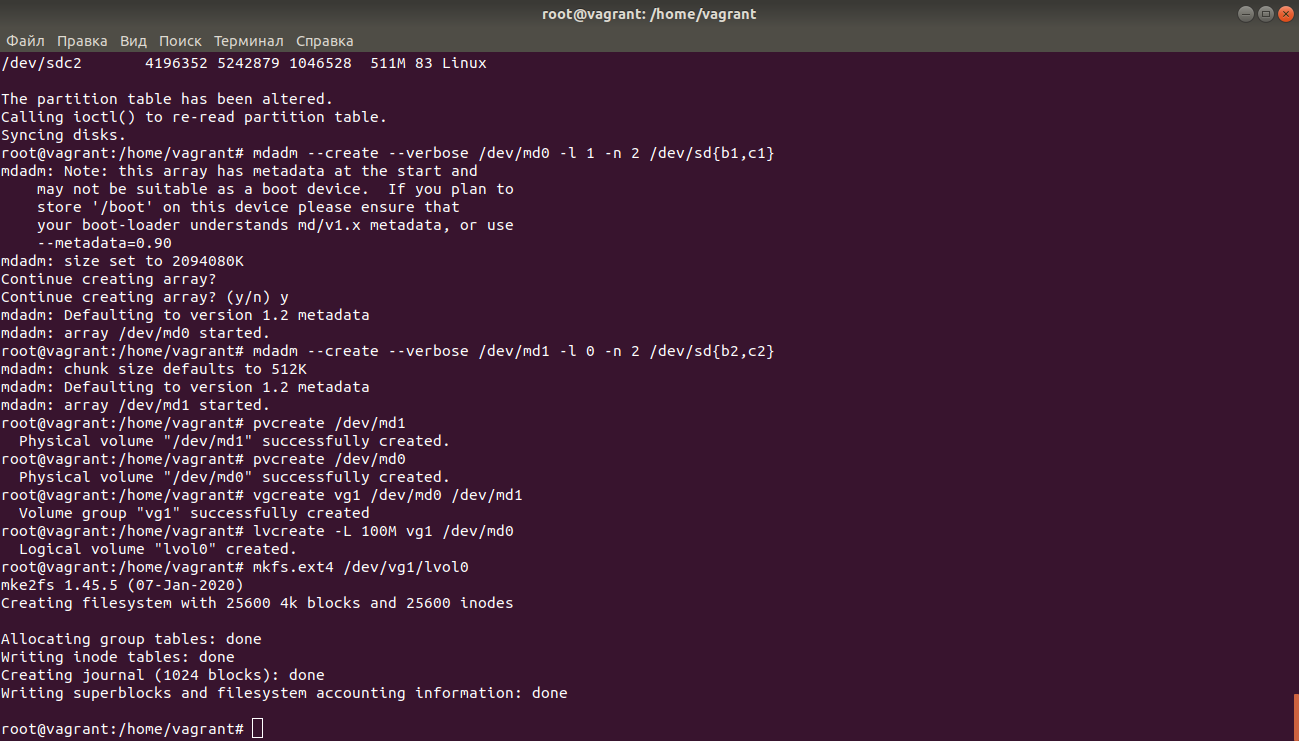 root@vagrant: /home/vagrant
Файл Правка Вид Поиск Терминал Справка
/dev/sdc2       4196352 5242879 1046528  511M 83 Linux
The partition table has been altered.
Calling ioctl() to re-read partition table.
Syncing disks.
root@vagrant:/home/vagrant# mdadm --create --verbose /dev/md0 -l 1 -n 2 /dev/sd{b1,c1}
mdadm: Note: this array has metadata at the start and
    may not be suitable as a boot device.  If you plan to
    store '/boot' on this device please ensure that
    your boot-loader understands md/v1.x metadata, or use
    --metadata=0.90
mdadm: size set to 2094080K
Continue creating array?
Continue creating array? (y/n) y
mdadm: Defaulting to version 1.2 metadata
mdadm: array /dev/md0 started.
root@vagrant:/home/vagrant# mdadm --create --verbose /dev/md1 -l 0 -n 2 /dev/sd{b2,c2}
mdadm: chunk size defaults to 512K
mdadm: Defaulting to version 1.2 metadata
mdadm: array /dev/md1 started.
root@vagrant:/home/vagrant# pvcreate /dev/md1
  Physical volume "/dev/md1" successfully created.
root@vagrant:/home/vagrant# pvcreate /dev/md0
  Physical volume "/dev/md0" successfully created.
root@vagrant:/home/vagrant# vgcreate vg1 /dev/md0 /dev/md1
  Volume group "vg1" successfully created
root@vagrant:/home/vagrant# lvcreate -L 100M vg1 /dev/md0
  Logical volume "lvol0" created.
root@vagrant:/home/vagrant# mkfs.ext4 /dev/vg1/lvol0
mke2fs 1.45.5 (07-Jan-2020)
Creating filesystem with 25600 4k blocks and 25600 inodes
Allocating group tables: done
Writing inode tables: done
Creating journal (1024 blocks): done
Writing superblocks and filesystem accounting information: done
root@vagrant:/home/vagrant#